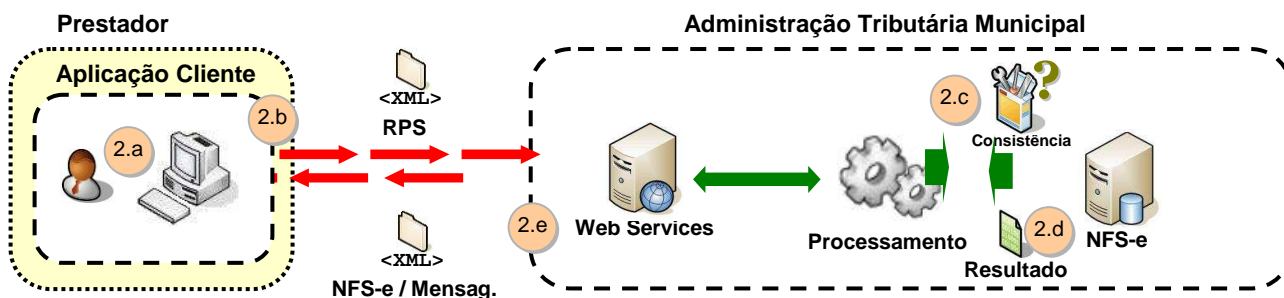 Prestador
Administração Tributária Municipal
Aplicação Cliente
<XML>
RPS
2.a
2.b
2.c
Consistência
2.e
Web Services
Processamento
2.d
NFS-e
Resultado
<XML>
NFS-e / Mensag.